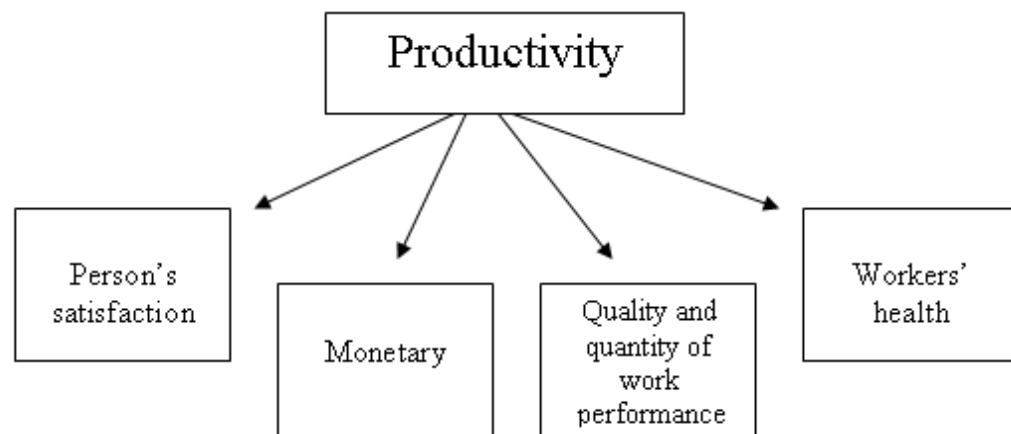 Productivity
Person's
satisfaction
Monetary
Quality and
quantity of
work
performance
Workers'
health